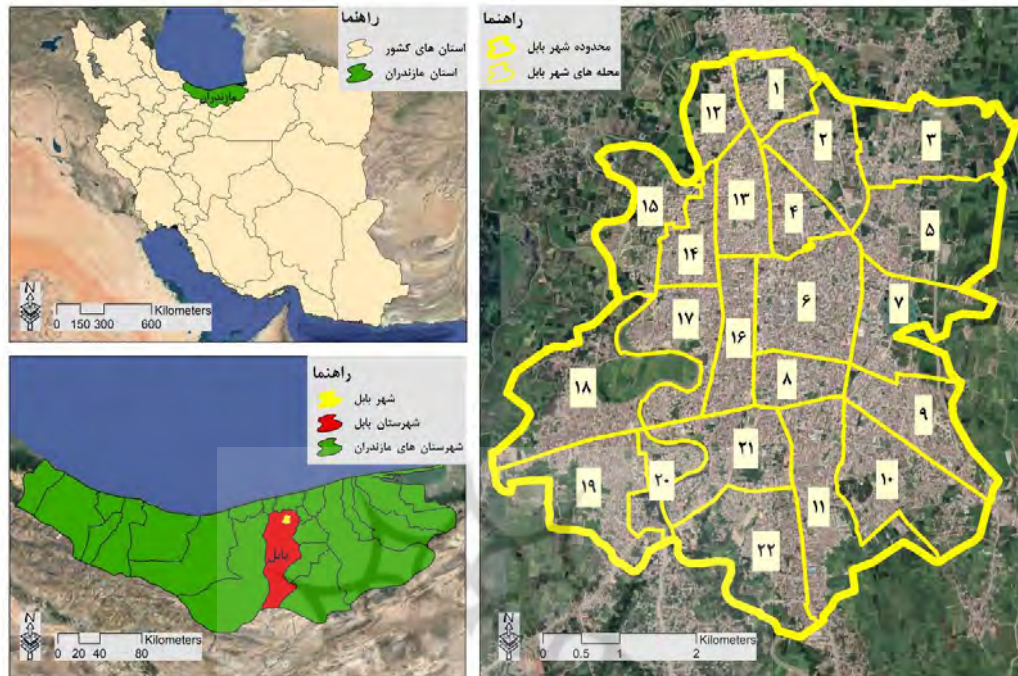 راهنما
استان های کشور
استان مازندران
مازندران
N
Kilometers
0 150 300 600
راهنما
شهر بابل
شهرستان بابل
شهرستان های مازندران
بابل
N
Kilometers
0 20 40 80
راهنما
محدوده شهر بابل
محله های شهر بابل
۱
۱۲
۲
۳
۱۳
۴
۱۵
۵
۱۴
۶
۷
۱۷
۱۶
۸
۱۸
۹
۲۱
۱۹
۲۰
۱۰
۱۱
۲۲
N
Kilometers
0 0.5 1 2